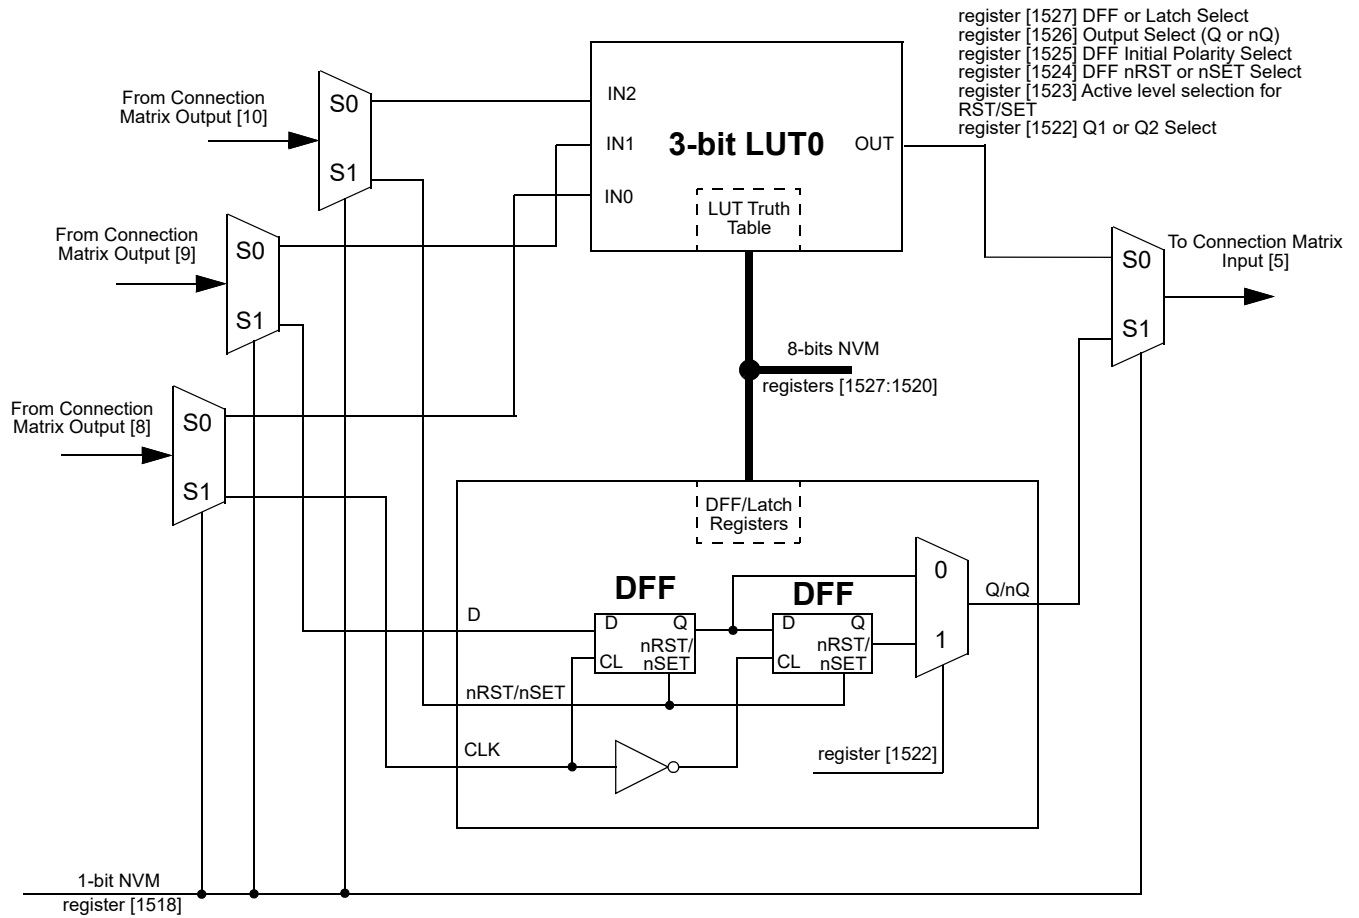 register [1527] DFF or Latch Select
register [1526] Output Select (Q or nQ)
register [1525] DFF Initial Polarity Select
register [1524] DFF nRST or nSET Select
register [1523] Active level selection for
RST/SET
register [1522] Q1 or Q2 Select
From Connection
Matrix Output [10]
S0
S1
IN2
IN1
IN0
3-bit LUT0
OUT
LUT Truth
Table
From Connection
Matrix Output [9]
S0
S1
To Connection Matrix
Input [5]
S0
S1
8-bits NVM
registers [1527:1520]
From Connection
Matrix Output [8]
S0
S1
DFF/Latch
Registers
DFF
D
Q
nRST/
nSET
CL
DFF
D
Q
nRST/
nSET
CL
0
1
Q/nQ
D
nRST/nSET
CLK
register [1522]
1-bit NVM
register [1518]